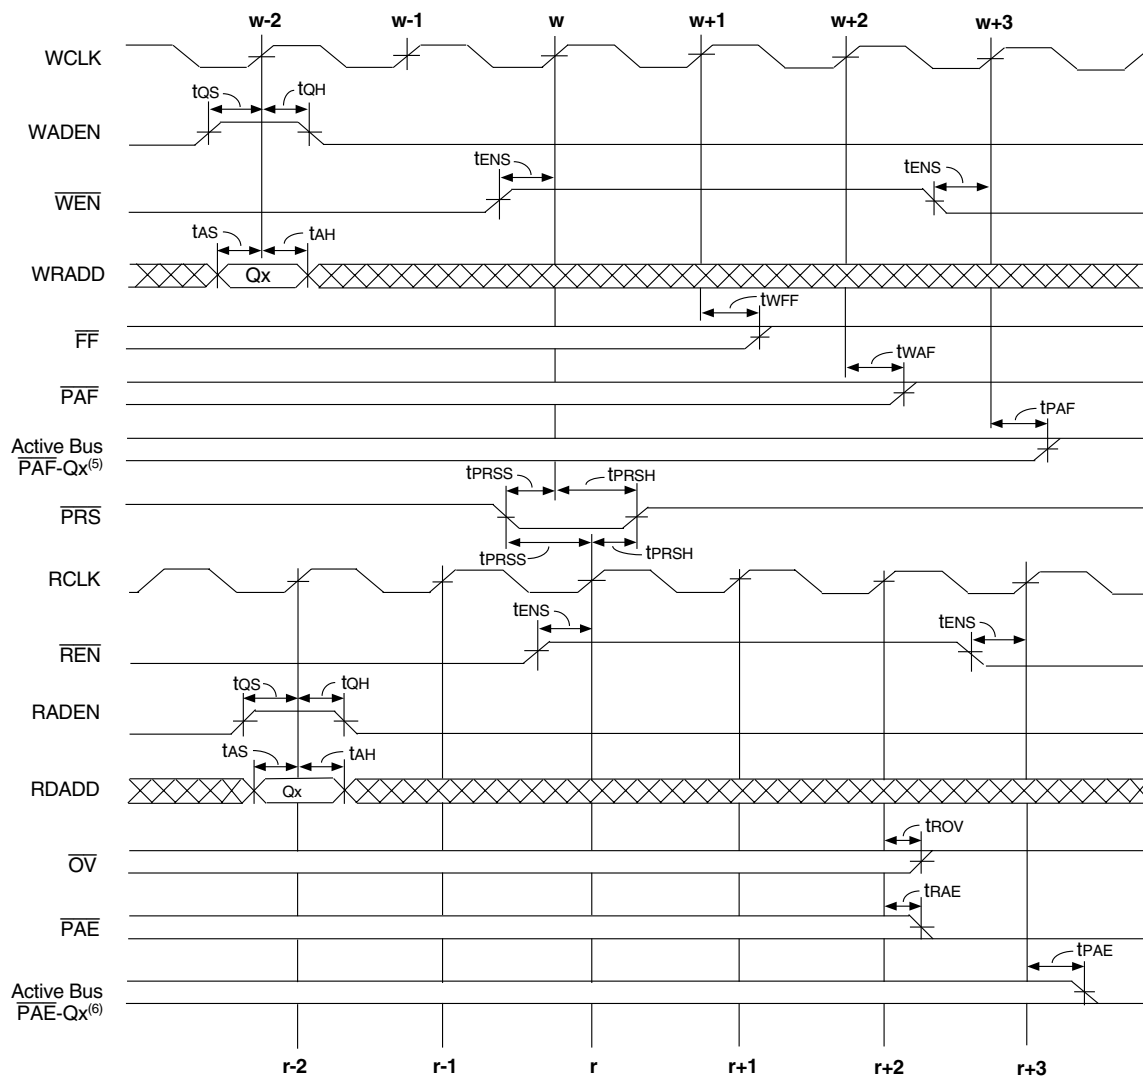 w-2 w-1 w w+1 w+2 w+3
WCLK
tQS tQH
WADEN
tENS tENS
WEN
tAS tAH
WRADD Qx
tWFF
FF
tWAF
PAF
tPAF
Active Bus
PAF-Qx(5)
tPRSS tPRSH
PRS
tPRSS tPRSH
RCLK
tENS tENS
REN
tQS tQH
RADEN
tAS tAH
RDADD Qx
tROV
OV
tRAE
PAE
tPAE
Active Bus
PAE-Qx(6)
r-2 r-1 r r+1 r+2 r+3